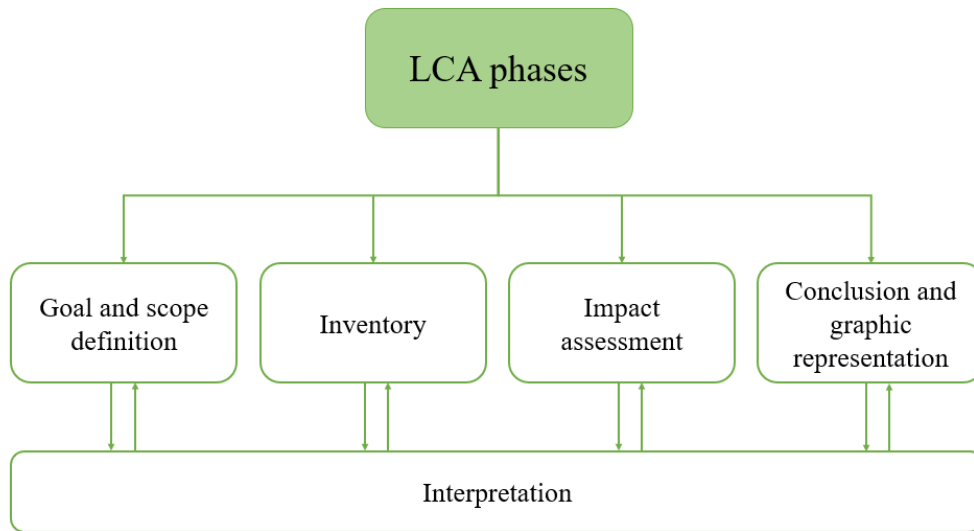 LCA phases
Goal and scope
definition
Inventory
Impact
assessment
Conclusion and
graphic
representation
Interpretation